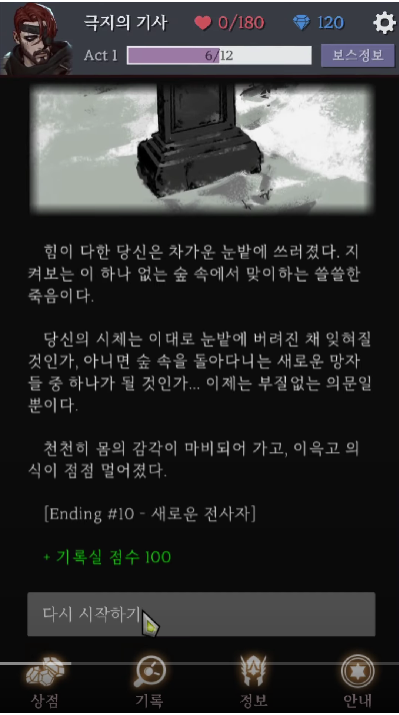 극지의 기사 0/180 120
Act 1 6/12 보스정보
힘이 다한 당신은 차가운 눈밭에 쓰러졌다. 지
켜보는 이 하나 없는 숲 속에서 맞이하는 쓸쓸한
죽음이다.
당신의 시체는 이대로 눈밭에 버려진 채 잊혀질
것인가, 아니면 숲 속을 돌아다니는 새로운 망자
들 중 하나가 될 것인가... 이제는 부질없는 의문일
뿐이다.
천천히 몸의 감각이 마비되어 가고, 이윽고 의
식이 점점 멀어졌다.
[Ending #10 - 새로운 전사자]
+ 기록실 점수 100
다시 시작하기
상점 기록 정보 안내